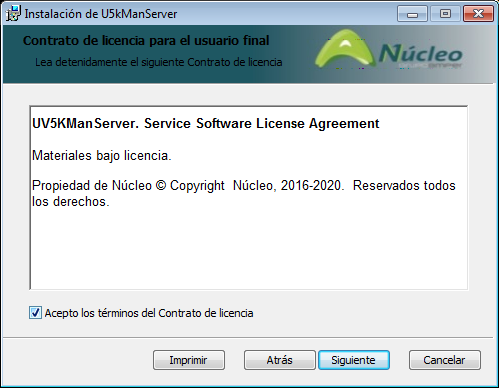 Instalación de U5kManServer
Contrato de licencia para el usuario final
Lea detenidamente el siguiente Contrato de licencia
Núcleo
UV5KManServer. Service Software License Agreement
Materiales bajo licencia.
Propiedad de Núcleo © Copyright  Núcleo, 2016-2020.  Reservados todos
los derechos.
Acepto los términos del Contrato de licencia
Imprimir
Atrás
Siguiente
Cancelar